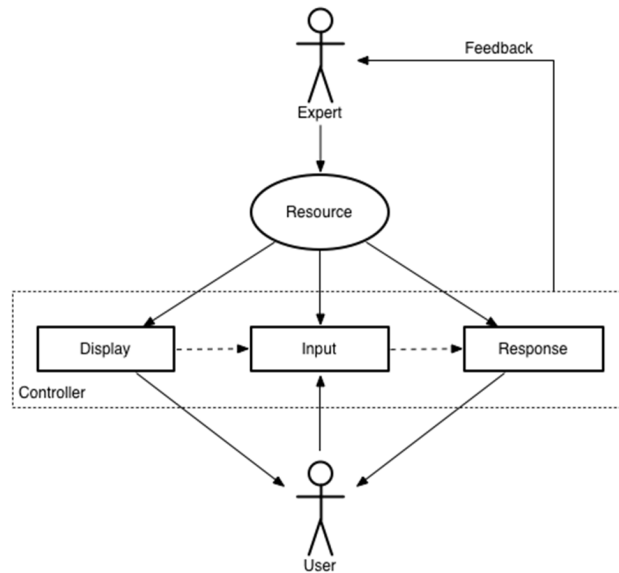 Feedback
Expert
Resource
Display
Input
Response
Controller
User